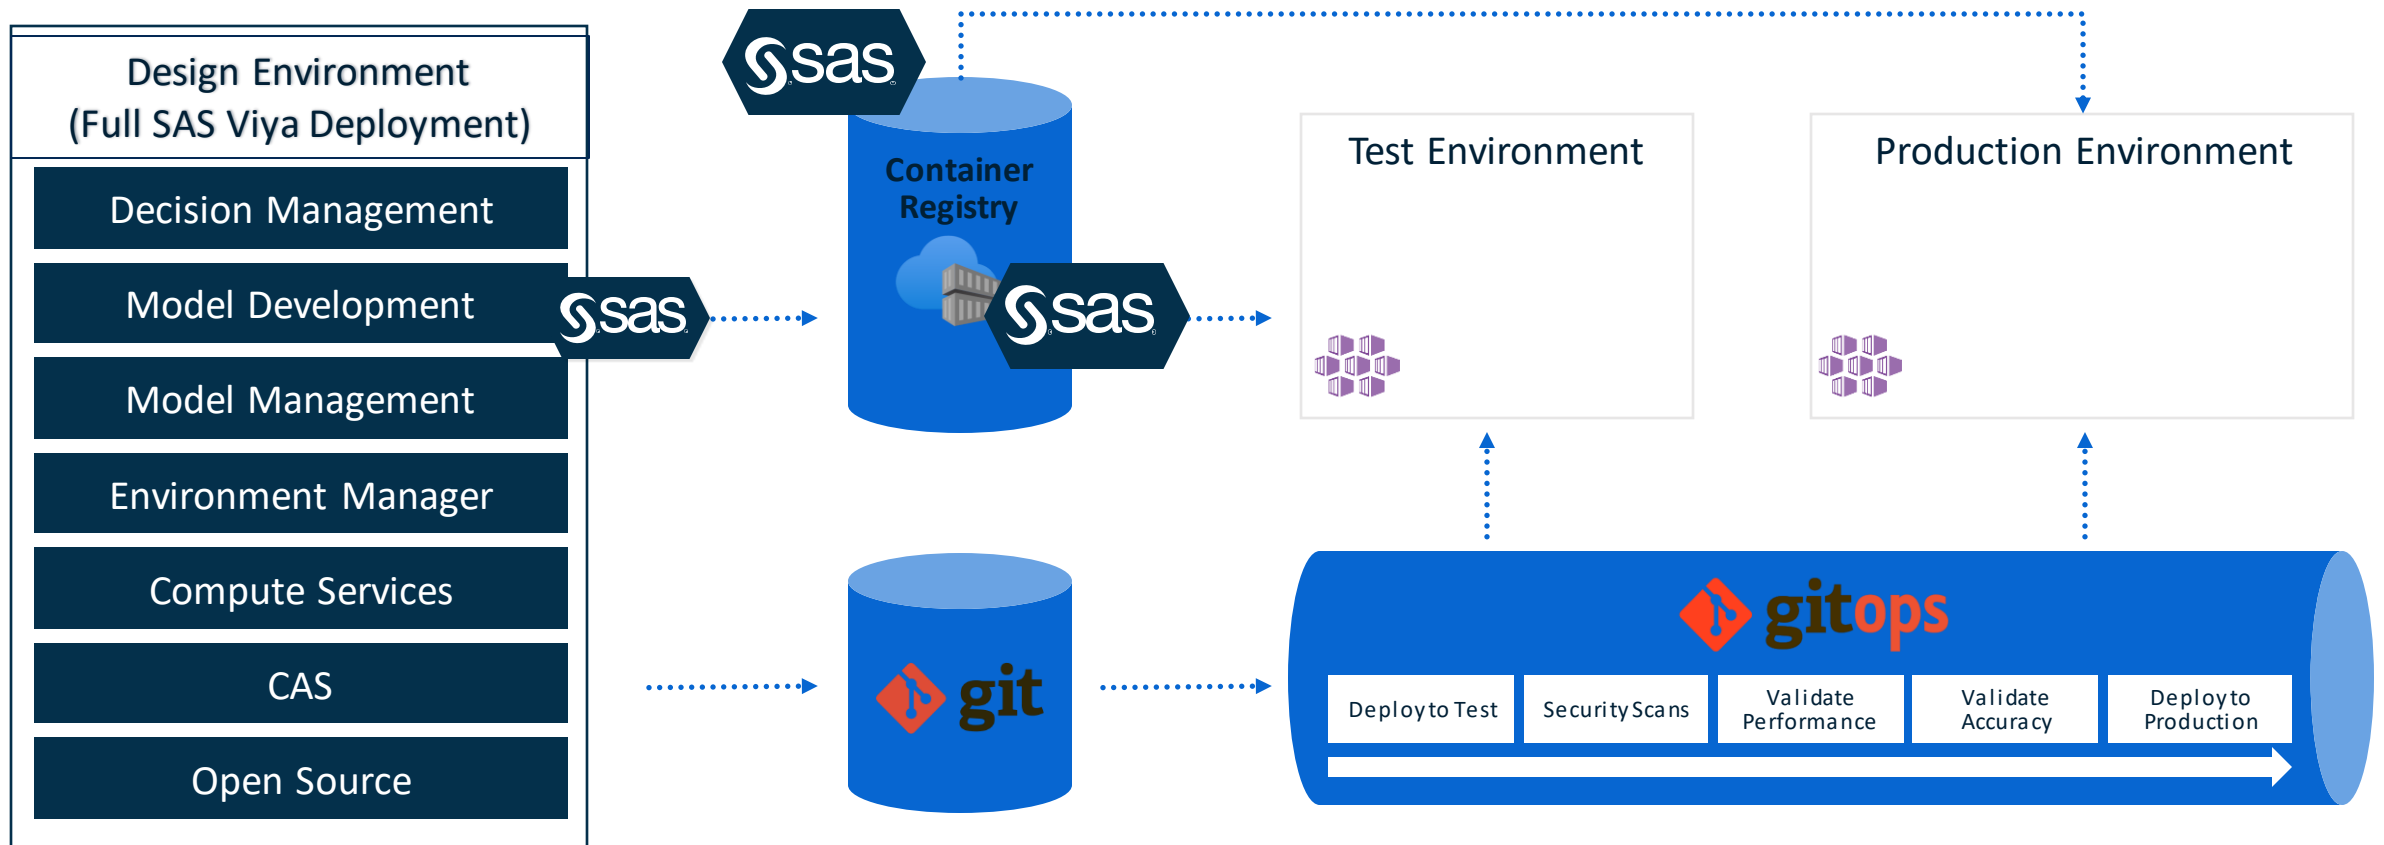 Design Environment
(Full SAS Viya Deployment)
Decision Management
Model Development
Model Management
Environment Manager
Compute Services
CAS
Open Source
sas
sas
Container
Registry
sas
git
Test Environment
Production Environment
gitops
Deploy to Test
Security Scans
Validate
Performance
Validate
Accuracy
Deploy to
Production